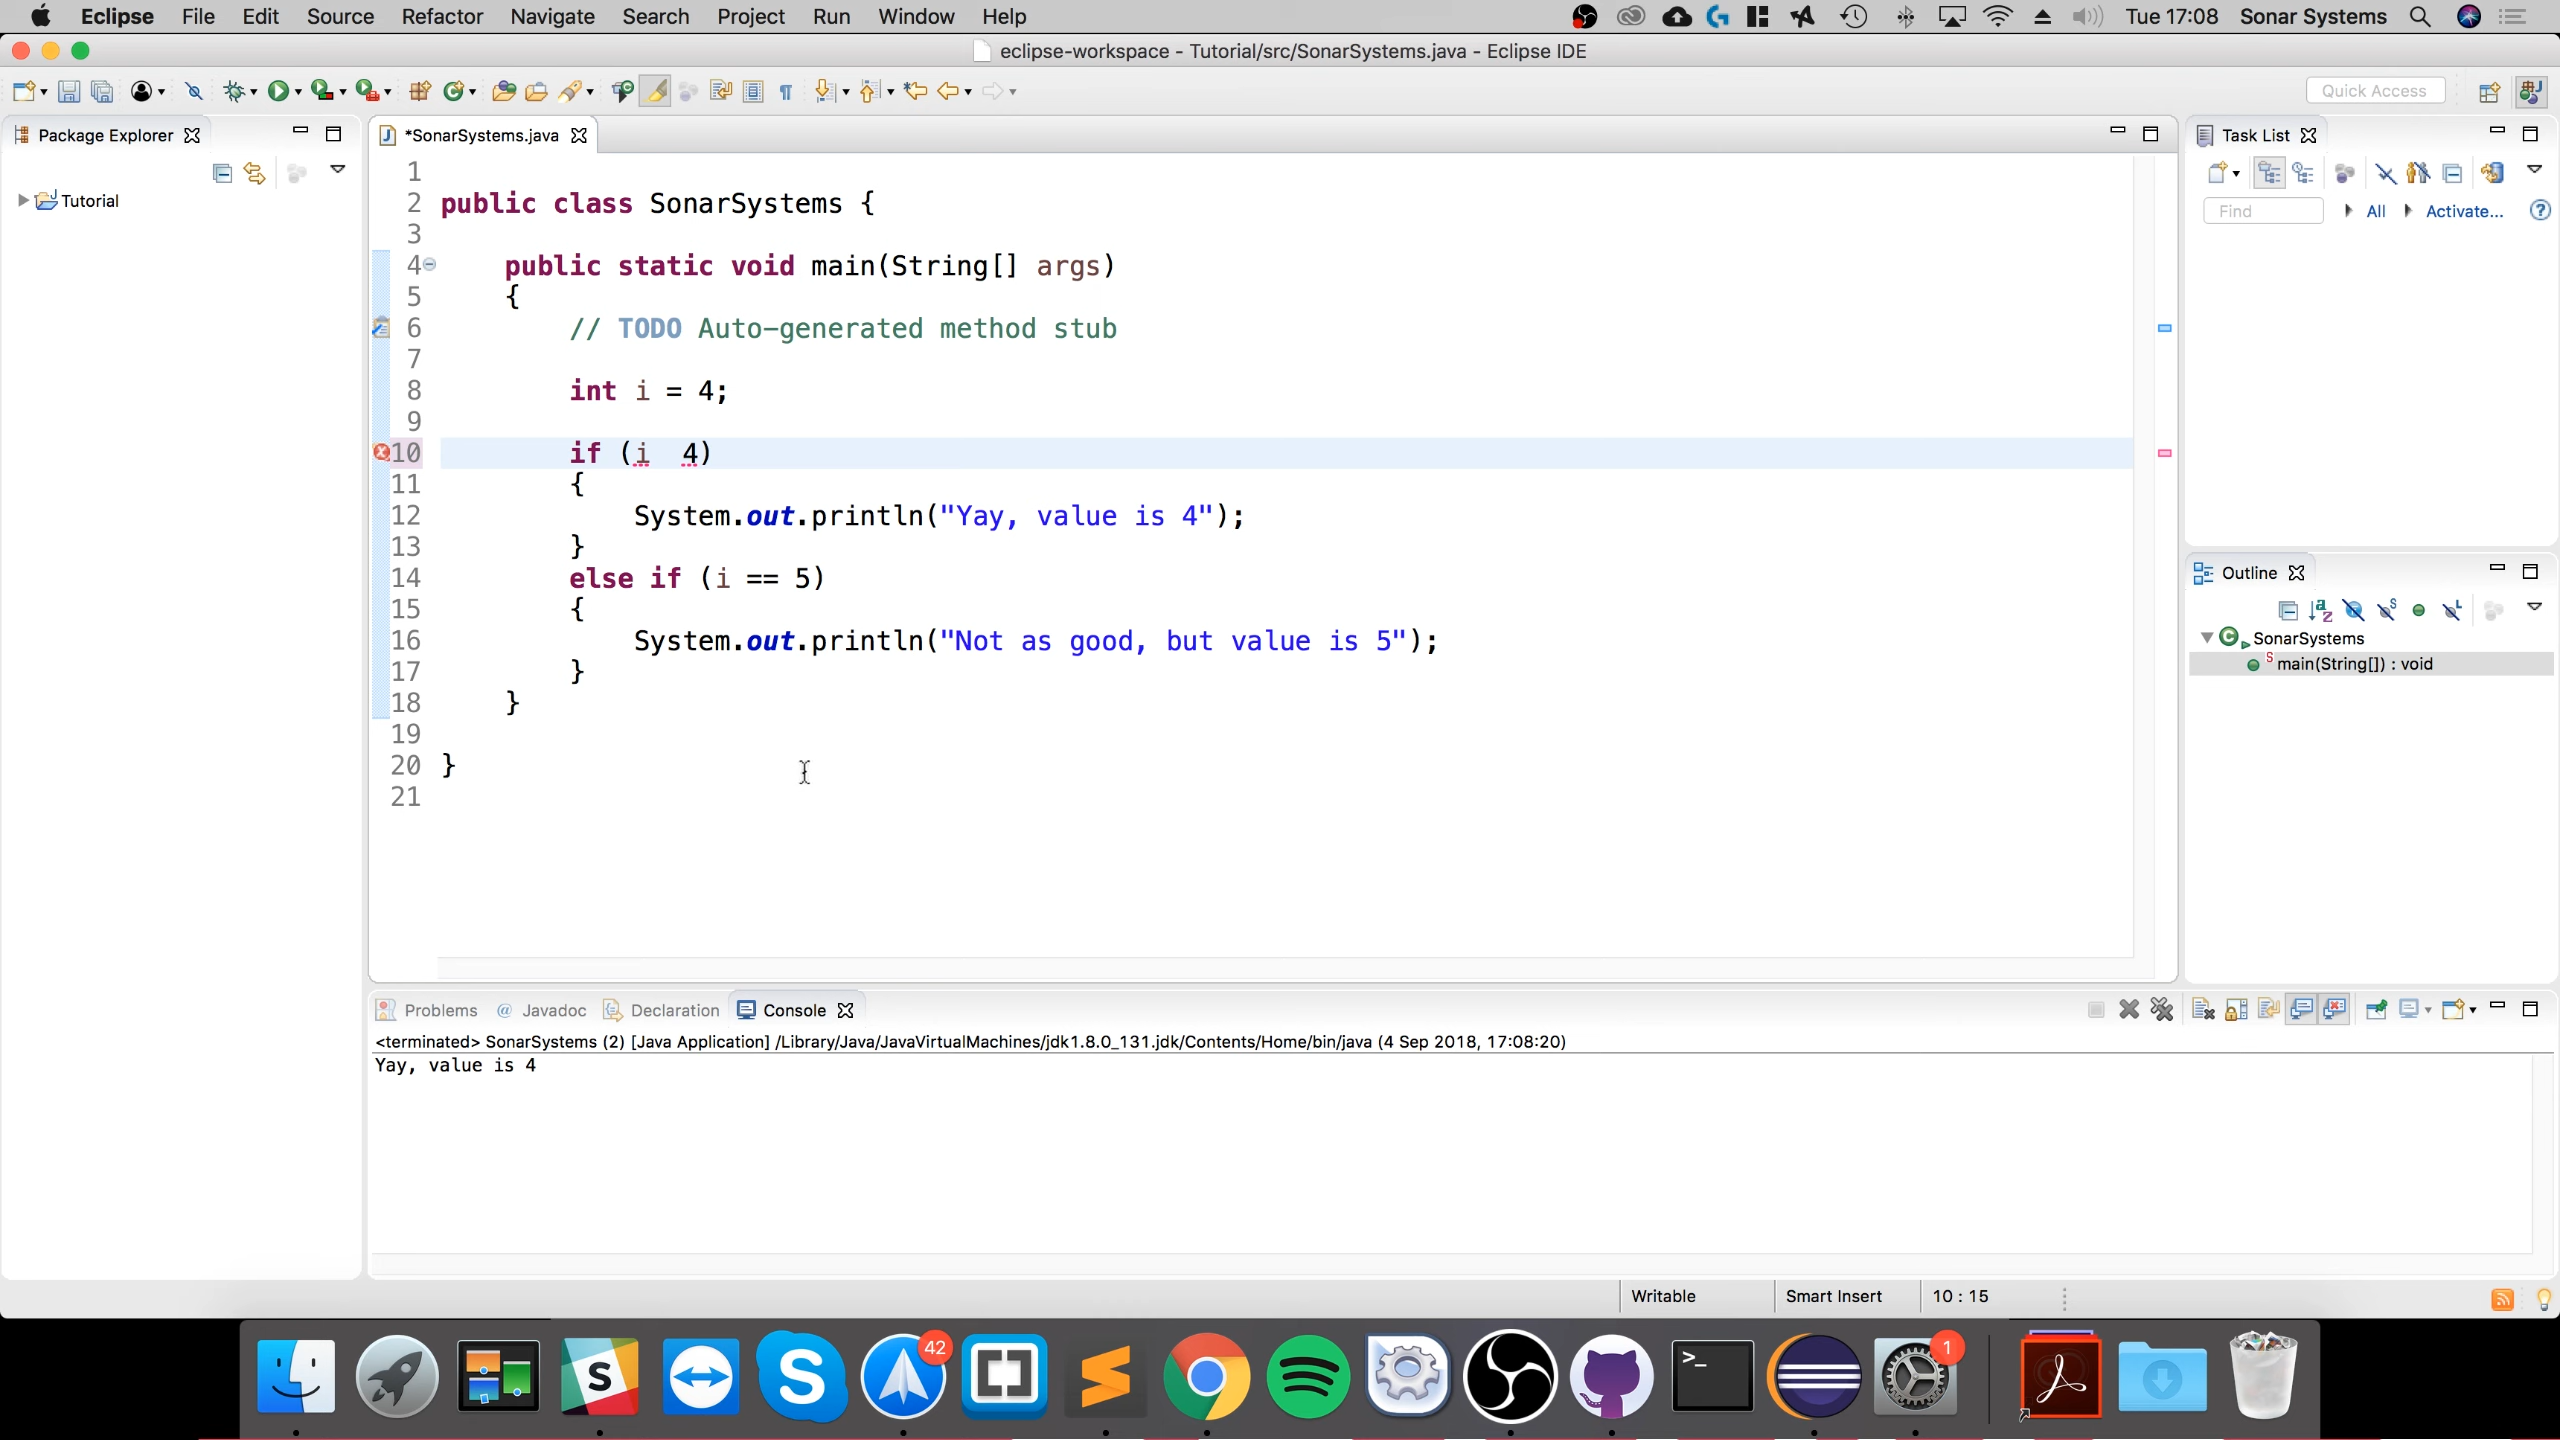 Eclipse File Edit Source Refactor Navigate Search Project Run Window Help Tue 17:08 Sonar Systems
eclipse-workspace - Tutorial/src/SonarSystems.java - Eclipse IDE
Quick Access
Package Explorer
Tutorial
*SonarSystems.java
1
2 public class SonarSystems {
3
4 public static void main(String[] args)
5 {
6 // TODO Auto-generated method stub
7
8 int i = 4;
9
10 if (i  4)
11 {
12 System.out.println("Yay, value is 4");
13 }
14 else if (i == 5)
15 {
16 System.out.println("Not as good, but value is 5");
17 }
18 }
19
20 }
21
Task List
Find All Activate...
Outline
SonarSystems
S main(String[]) : void
Problems @ Javadoc Declaration Console
<terminated> SonarSystems (2) [Java Application] /Library/Java/JavaVirtualMachines/jdk1.8.0_131.jdk/Contents/Home/bin/java (4 Sep 2018, 17:08:20)
Yay, value is 4
Writable Smart Insert 10 : 15
42
1